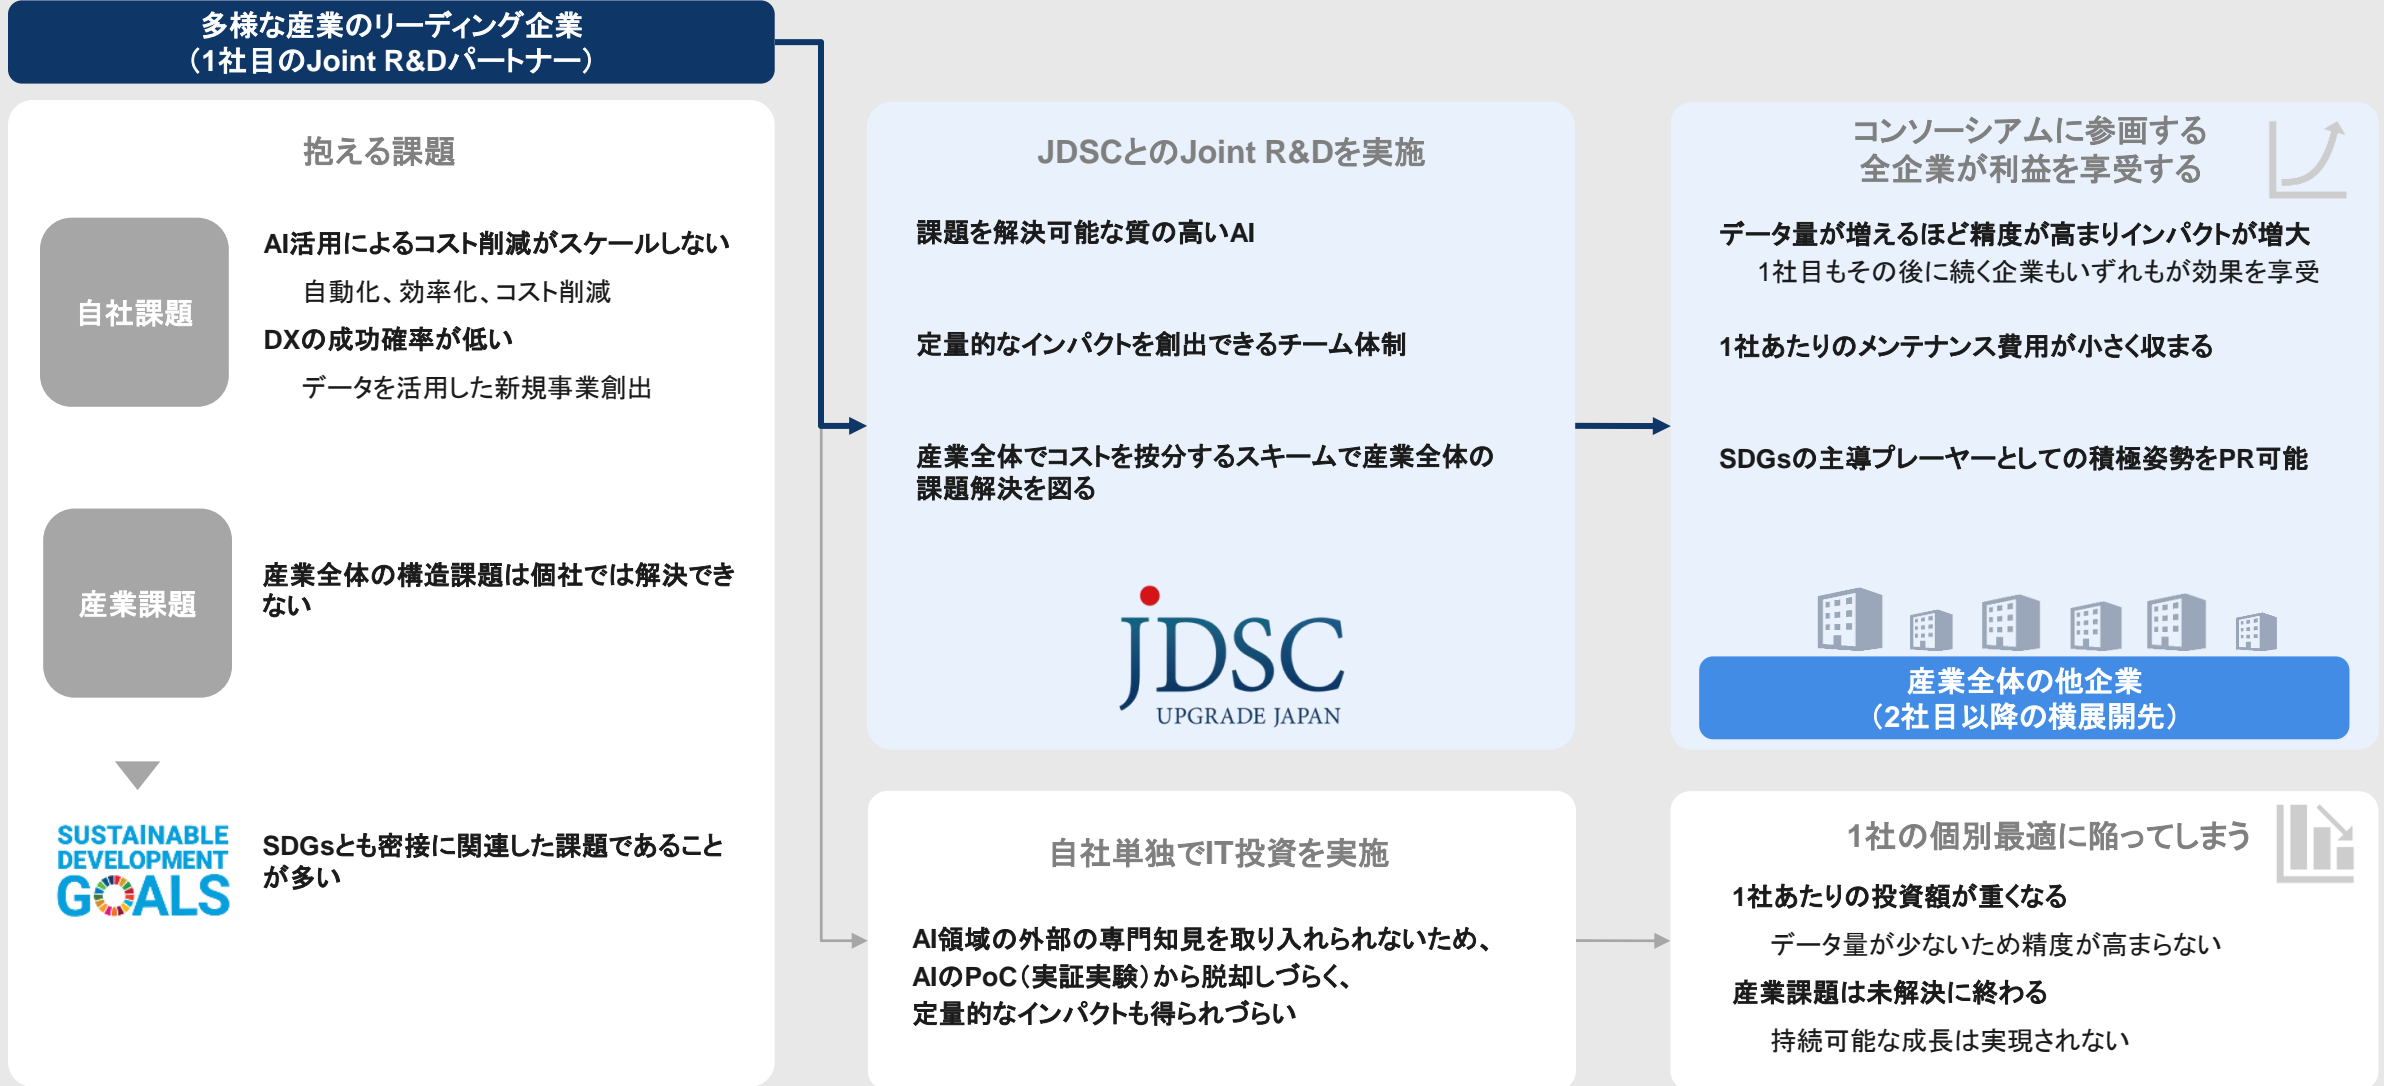 多様な産業のリーディング企業
（1社目のJoint R&Dパートナー）
抱える課題
自社課題
AI活用によるコスト削減がスケールしない
自動化、効率化、コスト削減
DXの成功確率が低い
データを活用した新規事業創出
産業課題
産業全体の構造課題は個社では解決でき
ない
SUSTAINABLE
DEVELOPMENT
GOALS
SDGsとも密接に関連した課題であること
が多い
JDSCとのJoint R&Dを実施
課題を解決可能な質の高いAI
定量的なインパクトを創出できるチーム体制
産業全体でコストを按分するスキームで産業全体の
課題解決を図る
JDSC
UPGRADE JAPAN
コンソーシアムに参画する
全企業が利益を享受する
データ量が増えるほど精度が高まりインパクトが増大
1社目もその後に続く企業もいずれもが効果を享受
1社あたりのメンテナンス費用が小さく収まる
SDGsの主導プレーヤーとしての積極姿勢をPR可能
産業全体の他企業
（2社目以降の横展開先）
自社単独でIT投資を実施
AI領域の外部の専門知見を取り入れられないため、
AIのPoC（実証実験）から脱却しづらく、
定量的なインパクトも得られづらい
1社の個別最適に陥ってしまう
1社あたりの投資額が重くなる
データ量が少ないため精度が高まらない
産業課題は未解決に終わる
持続可能な成長は実現されない